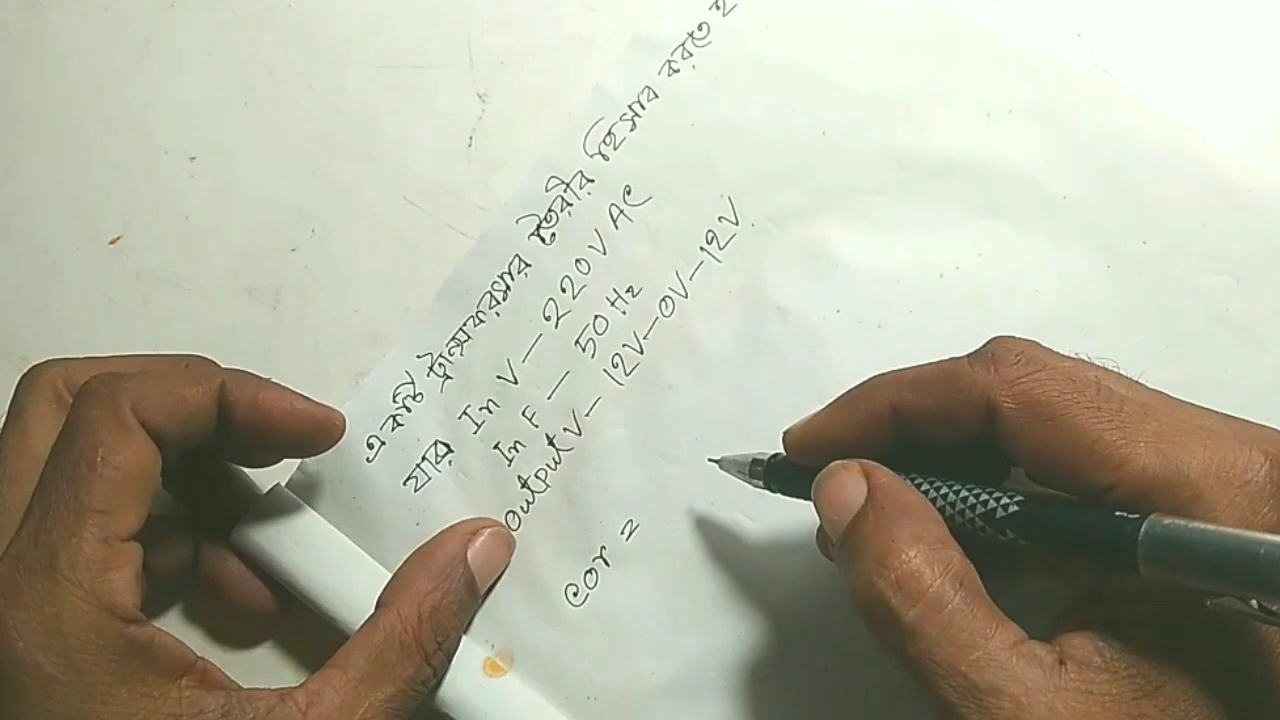 একটি ট্রান্সফরমার তৈরীর হিসাব করতে
যার In V — 220V AC
In F — 50 Hz
Output V — 12V—0V—12V
Cor =